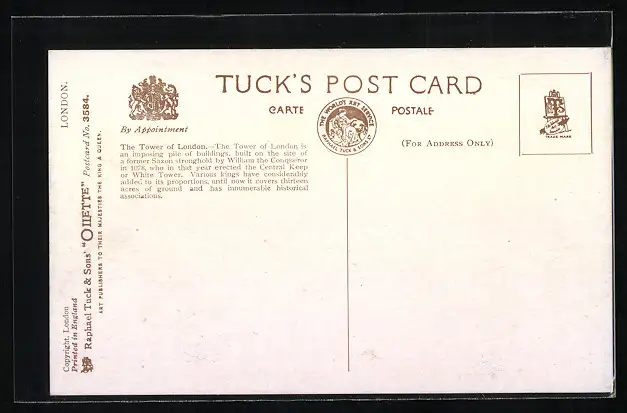 TUCK'S POST CARD
CARTE POSTALE
THE WORLD'S ART SERVICE
RAPHAEL TUCK & SONS
By Appointment
(FOR ADDRESS ONLY)
TRADE MARK
The Tower of London.—The Tower of London is
an imposing pile of buildings, built on the site of
a former Saxon stronghold by William the Conqueror
in 1078, who in that year erected the Central Keep
or White Tower. Various kings have considerably
added to its proportions, until now it covers thirteen
acres of ground and has innumerable historical
associations.
LONDON.
Raphael Tuck & Sons' "OILETTE" Postcard No. 3584.
ART PUBLISHERS TO THEIR MAJESTIES THE KING & QUEEN.
Copyright, London
Printed in England